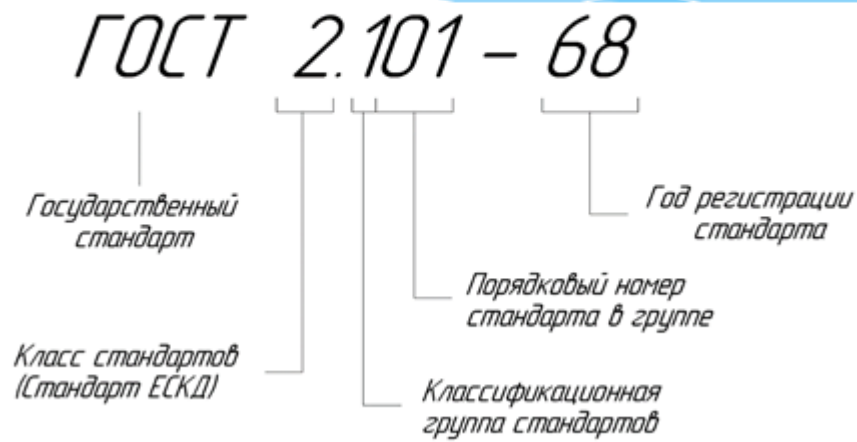 ГОСТ 2.101 – 68
Государственный
стандарт
Год регистрации
стандарта
Порядковый номер
стандарта в группе
Класс стандартов
(Стандарт ЕСКД)
Классификационная
группа стандартов